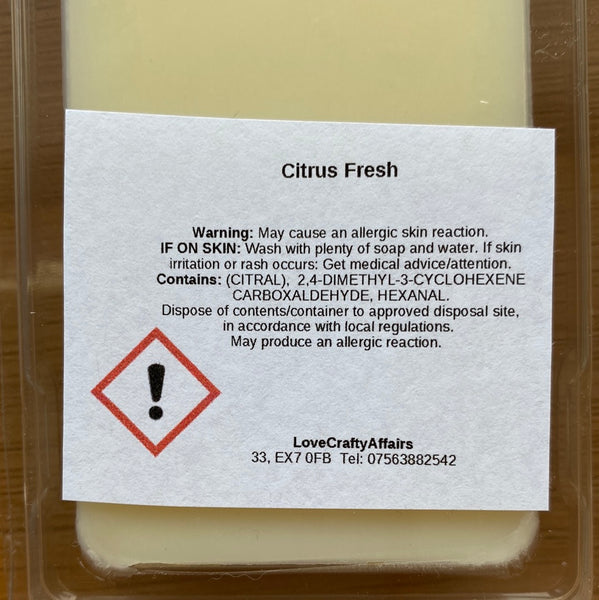 Citrus Fresh
Warning: May cause an allergic skin reaction.
IF ON SKIN: Wash with plenty of soap and water. If skin
irritation or rash occurs: Get medical advice/attention.
Contains: (CITRAL), 2,4-DIMETHYL-3-CYCLOHEXENE
CARBOXALDEHYDE, HEXANAL.
Dispose of contents/container to approved disposal site,
in accordance with local regulations.
May produce an allergic reaction.
LoveCraftyAffairs
33, EX7 0FB Tel: 07563882542